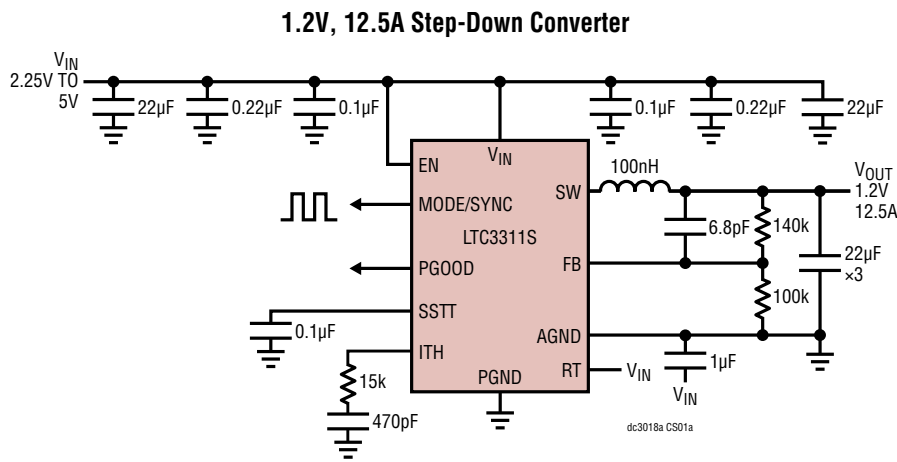 1.2V, 12.5A Step-Down Converter
VIN
2.25V TO
5V
22µF
0.22µF
0.1µF
0.1µF
0.22µF
22µF
VIN
EN
MODE/SYNC
PGOOD
SSTT
ITH
LTC3311S
SW
FB
AGND
RT
PGND
100nH
VOUT
1.2V
12.5A
6.8pF
140k
22µF
×3
100k
0.1µF
15k
470pF
1µF
VIN
VIN
dc3018a CS01a